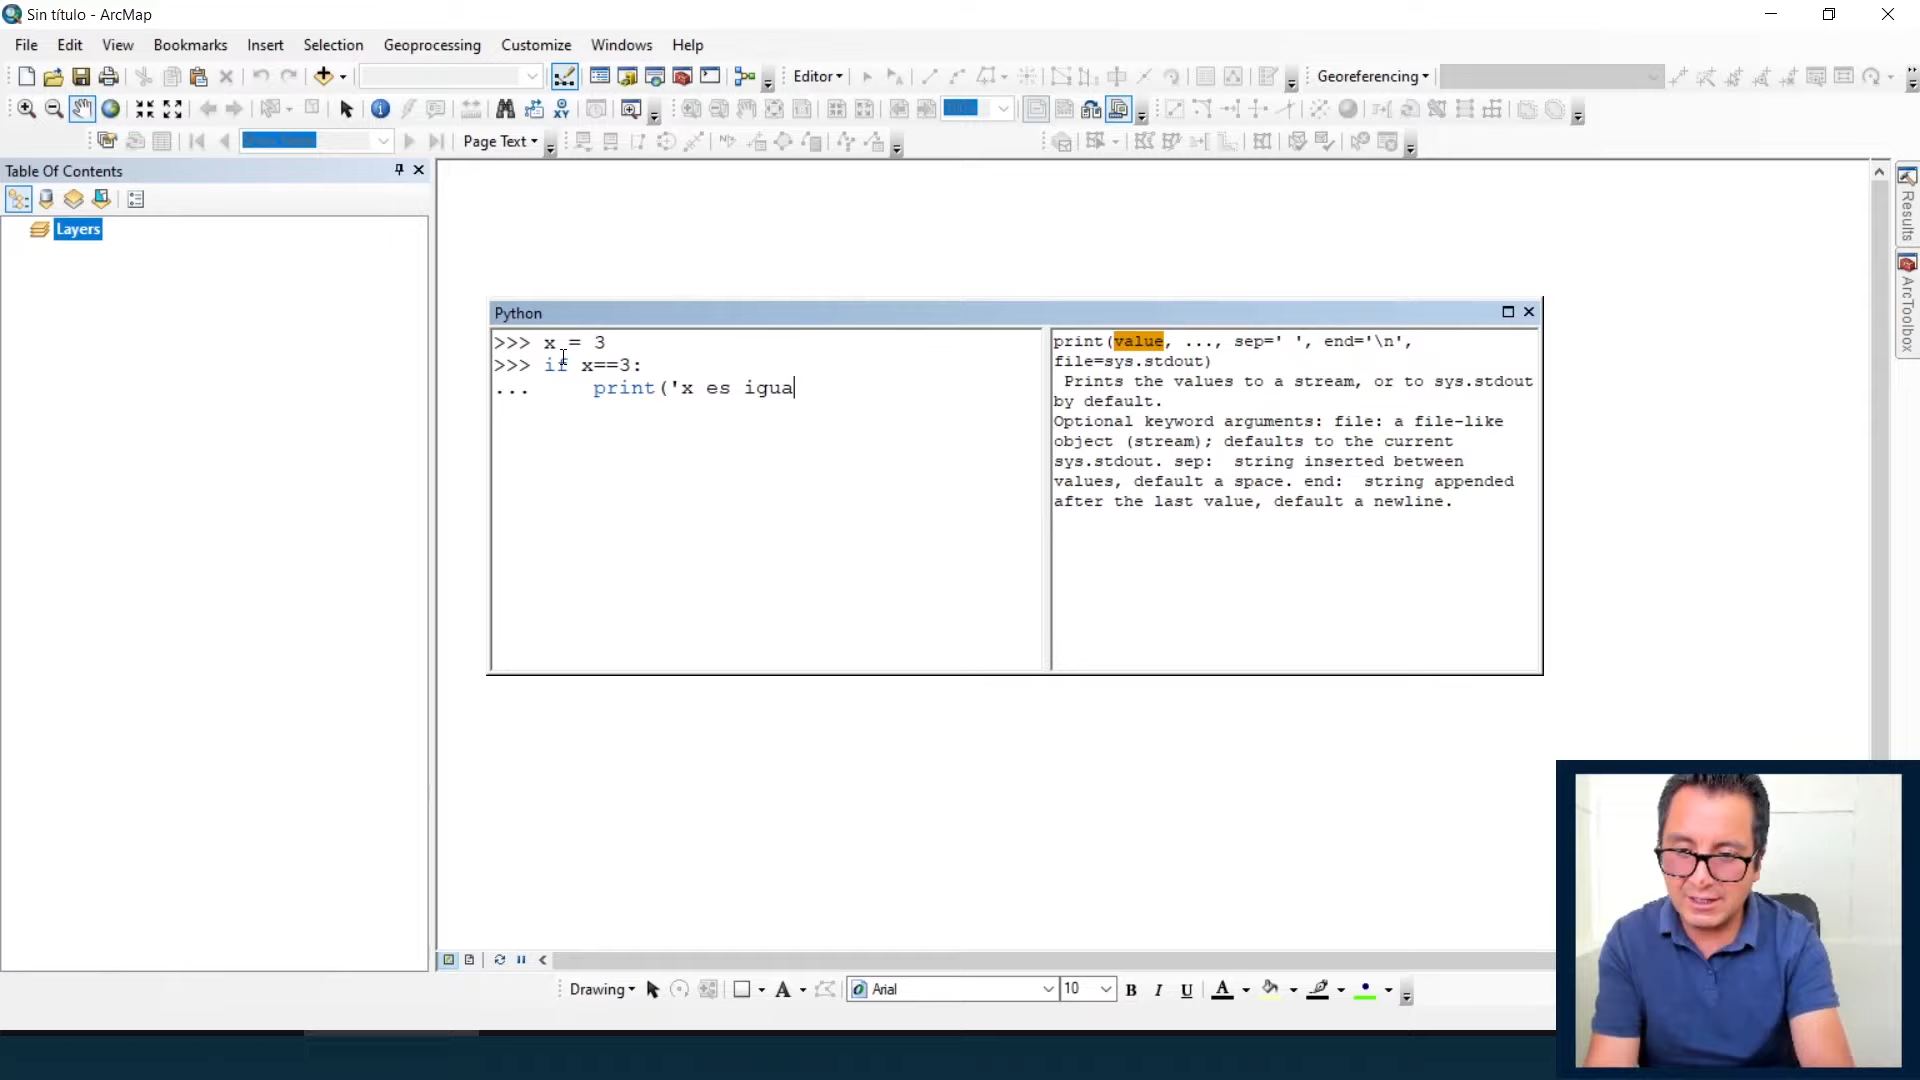 Sin título - ArcMap
File Edit View Bookmarks Insert Selection Geoprocessing Customize Windows Help
Editor
Georeferencing
Page Text
Table Of Contents
Layers
Python
>>> x = 3
>>> if x==3:
... print('x es igua
print(value, ..., sep=' ', end='\n',
file=sys.stdout)
Prints the values to a stream, or to sys.stdout
by default.
Optional keyword arguments: file: a file-like
object (stream); defaults to the current
sys.stdout. sep: string inserted between
values, default a space. end: string appended
after the last value, default a newline.
Results
ArcToolbox
Drawing
A
Arial
10
B I U A